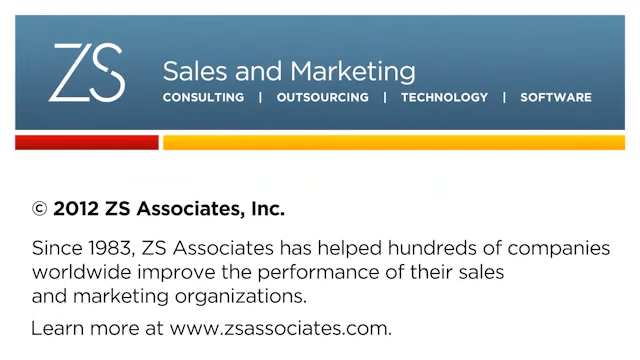 ZS
Sales and Marketing
CONSULTING | OUTSOURCING | TECHNOLOGY | SOFTWARE
© 2012 ZS Associates, Inc.
Since 1983, ZS Associates has helped hundreds of companies
worldwide improve the performance of their sales
and marketing organizations.
Learn more at www.zsassociates.com.